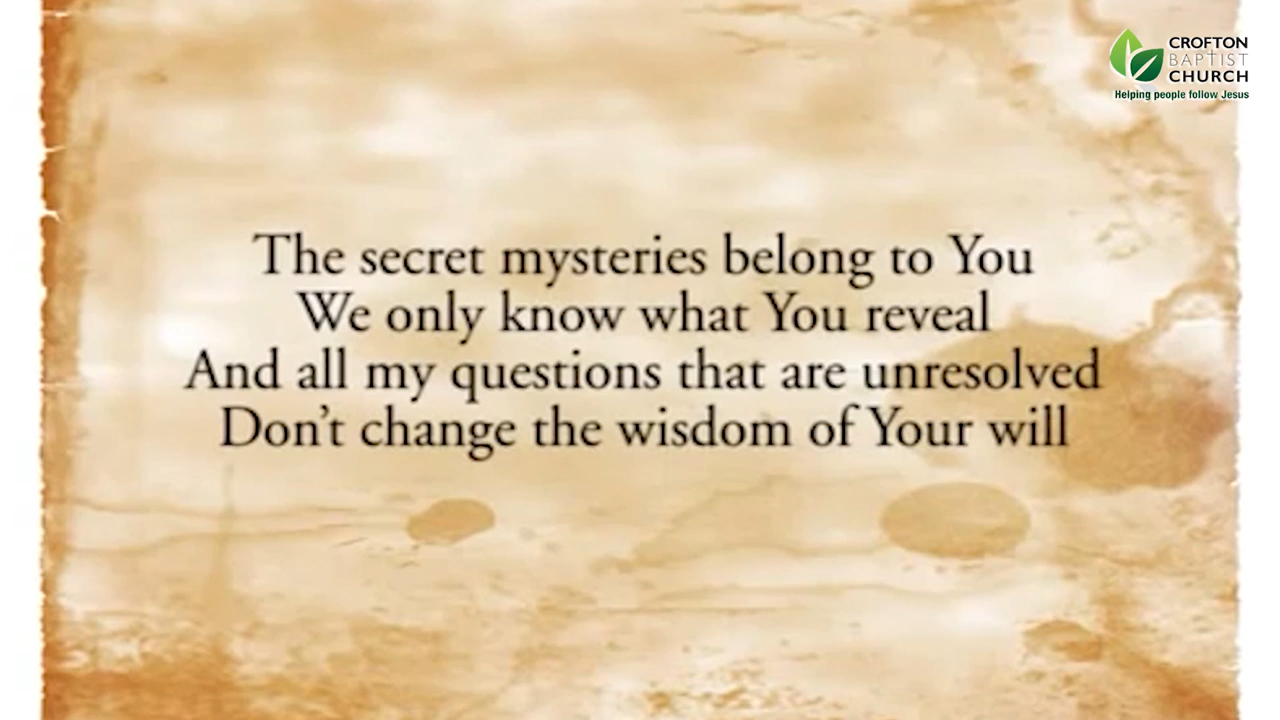 CROFTON
BAPTIST
CHURCH
Helping people follow Jesus
The secret mysteries belong to You
We only know what You reveal
And all my questions that are unresolved
Don’t change the wisdom of Your will